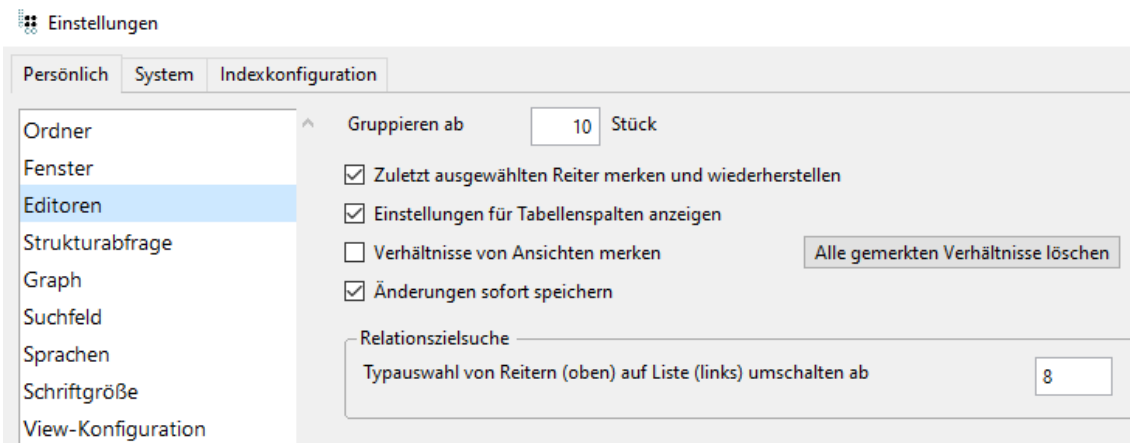 Einstellungen
Persönlich System Indexkonfiguration
Ordner
Fenster
Editoren
Strukturabfrage
Graph
Suchfeld
Sprachen
Schriftgröße
View-Konfiguration
Gruppieren ab 10 Stück
Zuletzt ausgewählten Reiter merken und wiederherstellen
Einstellungen für Tabellenspalten anzeigen
Verhältnisse von Ansichten merken Alle gemerkten Verhältnisse löschen
Änderungen sofort speichern
Relationszielsuche
Typauswahl von Reitern (oben) auf Liste (links) umschalten ab 8